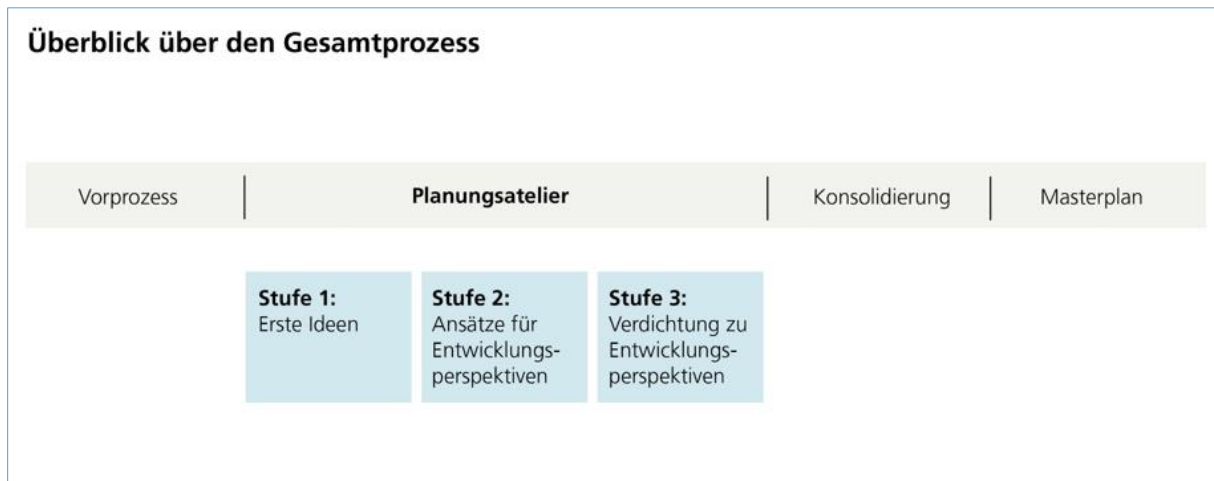 Überblick über den Gesamtprozess
Vorprozess
Planungsatelier
Konsolidierung
Masterplan
Stufe 1:
Erste Ideen
Stufe 2:
Ansätze für
Entwicklungs-
perspektiven
Stufe 3:
Verdichtung zu
Entwicklungs-
perspektiven